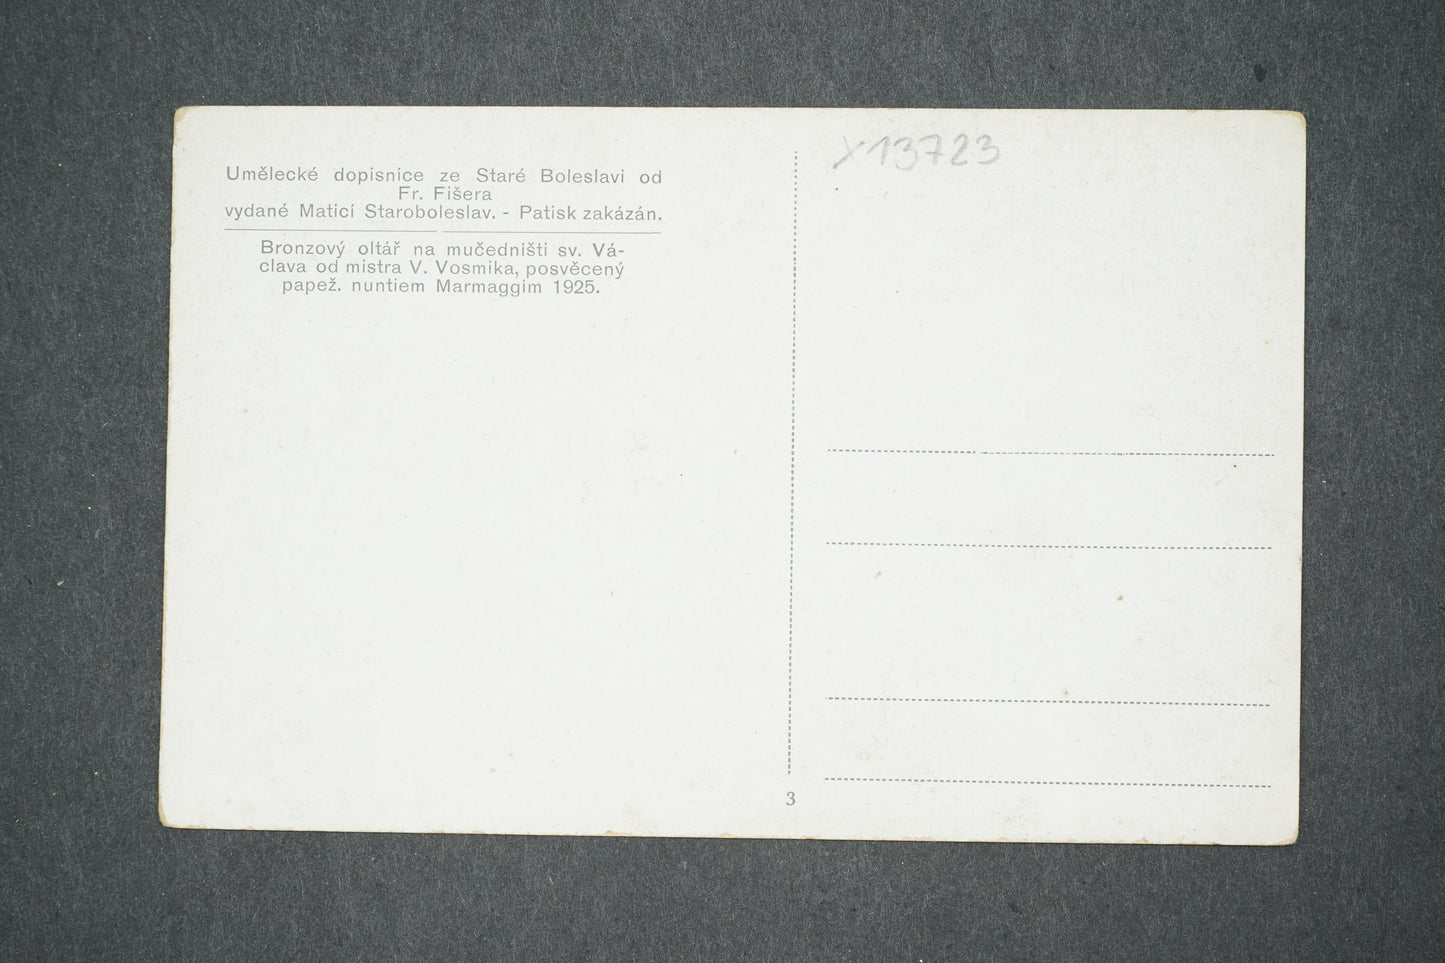 Umělecké dopisnice ze Staré Boleslavi od
Fr. Fišera
vydané Maticí Staroboleslav. - Patisk zakázán.
Bronzový oltář na mučedništi sv. Vá-
clava od mistra V. Vosmika, posvěcený
papež. nuntiem Marmaggim 1925.
X13723
3